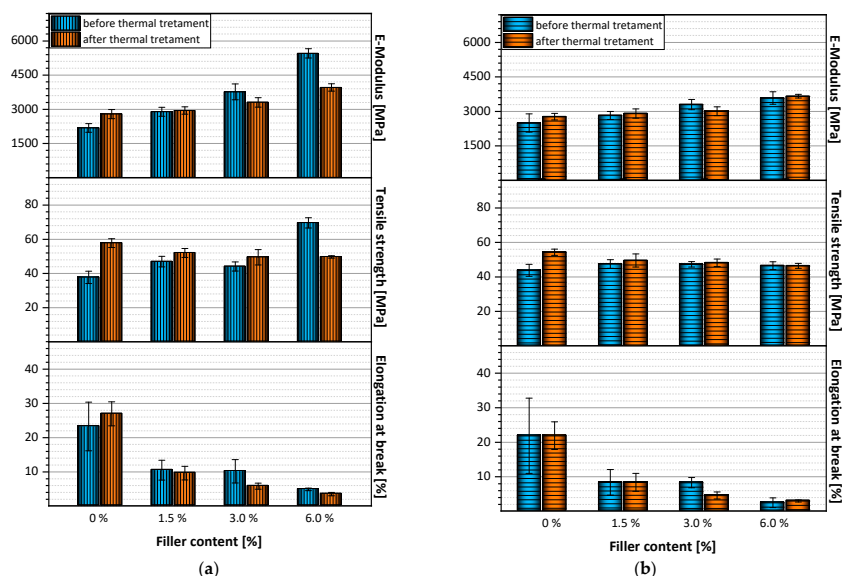 before thermal tretament
after thermal tretament
6000
4500
3000
1500
E-Modulus [MPa]
80
60
40
20
Tensile strength [MPa]
40
30
20
10
Elongation at break [%]
0 %
1.5 %
3.0 %
6.0 %
Filler content [%]
(a)
before thermal tretament
after thermal tretament
6000
4500
3000
1500
E-Modulus [MPa]
80
60
40
20
Tensile strength [MPa]
40
30
20
10
Elongation at break [%]
0 %
1.5 %
3.0 %
6.0 %
Filler content [%]
(b)